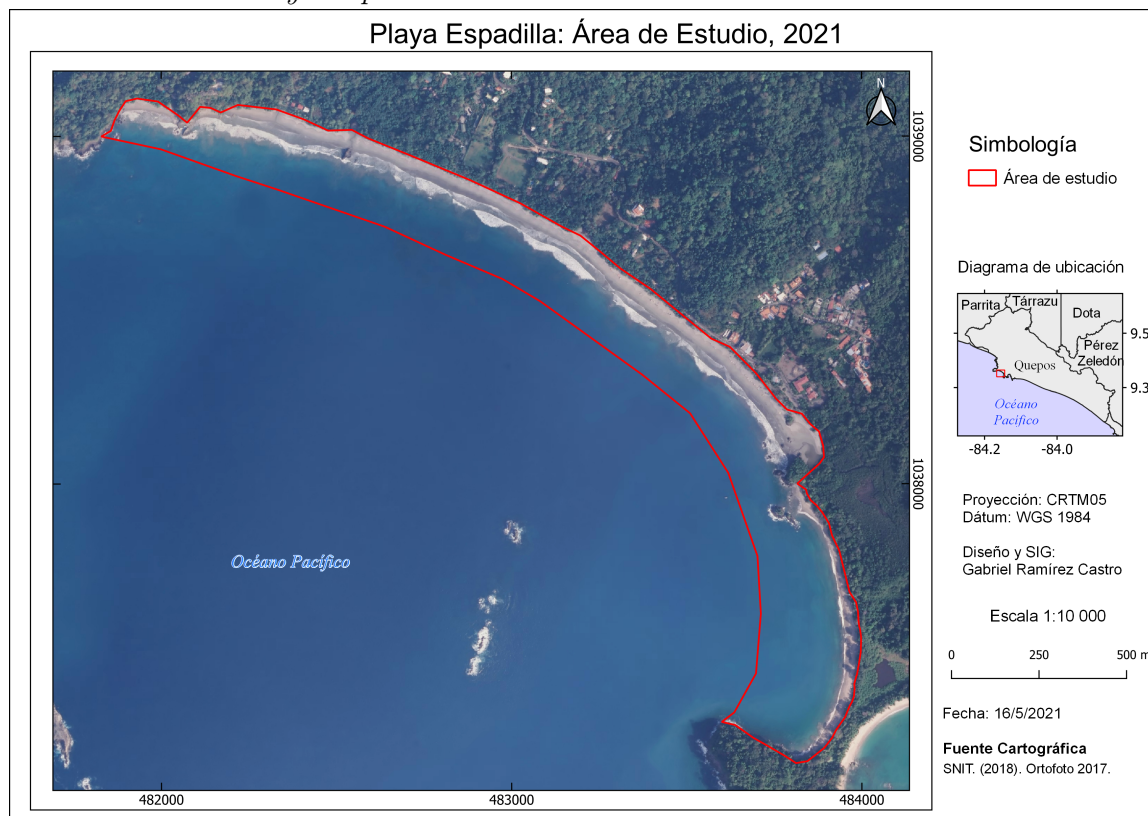 Playa Espadilla: Área de Estudio, 2021
N
1039000
1038000
Océano Pacífico
482000
483000
484000
Simbología
Área de estudio
Diagrama de ubicación
Parrita
Tárrazu
Dota
Pérez
Zeledón
Quepos
Océano
Pacífico
9.5
9.3
-84.2
-84.0
Proyección: CRTM05
Dátum: WGS 1984
Diseño y SIG:
Gabriel Ramírez Castro
Escala 1:10 000
0 250 500 m
Fecha: 16/5/2021
Fuente Cartográfica
SNIT. (2018). Ortofoto 2017.